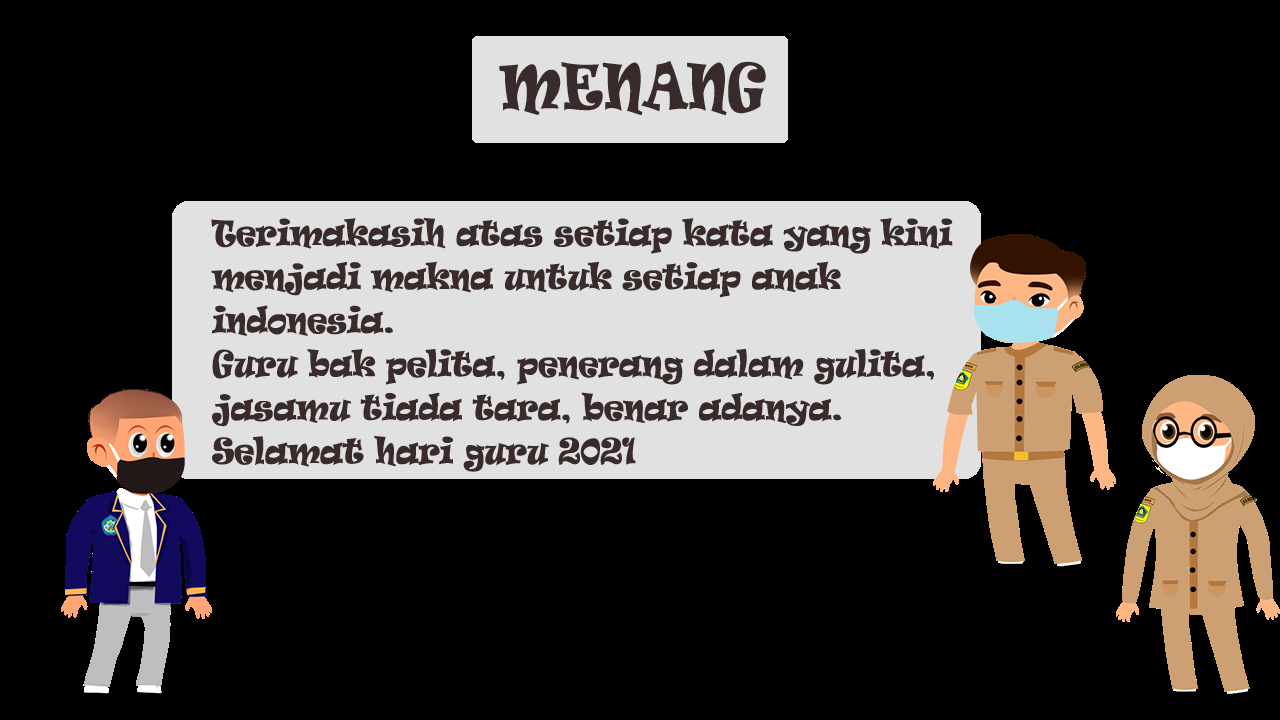 MENANG
Terimakasih atas setiap kata yang kini
menjadi makna untuk setiap anak
indonesia.
Guru bak pelita, penerang dalam gulita,
jasamu tiada tara, benar adanya.
Selamat hari guru 2021